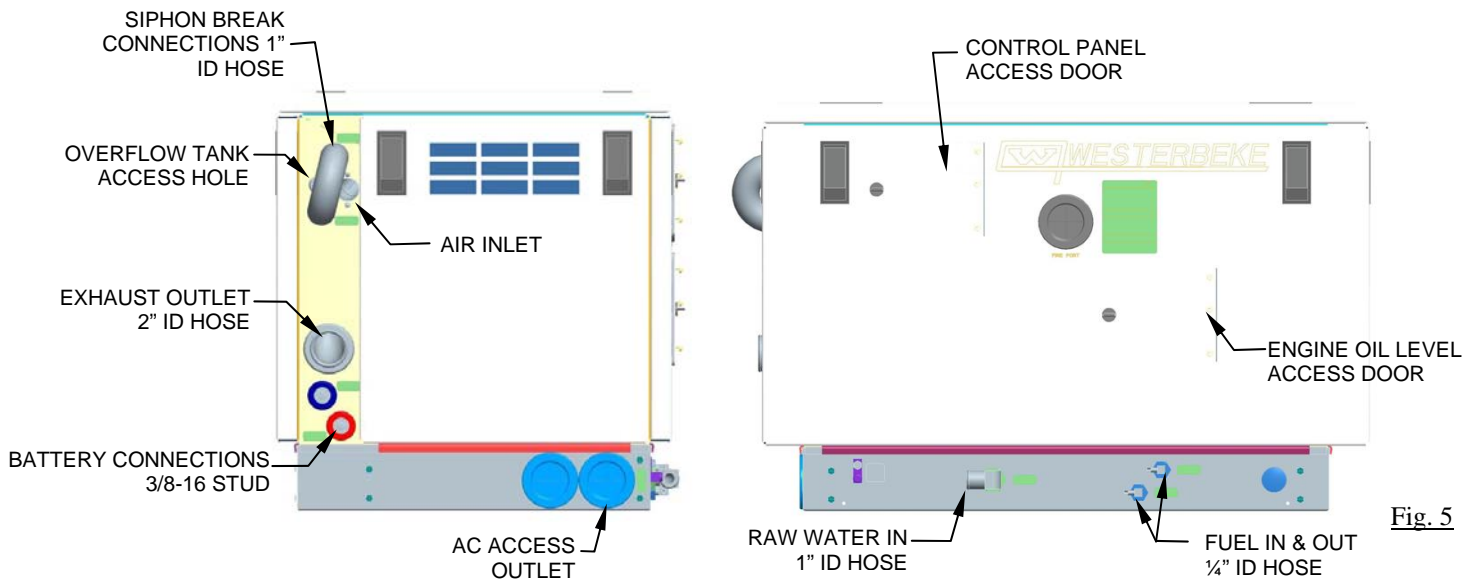 SIPHON BREAK
CONNECTIONS 1”
ID HOSE
OVERFLOW TANK
ACCESS HOLE
AIR INLET
EXHAUST OUTLET
2” ID HOSE
BATTERY CONNECTIONS
3/8-16 STUD
AC ACCESS
OUTLET
CONTROL PANEL
ACCESS DOOR
WESTERBEKE
FIRE PORT
ENGINE OIL LEVEL
ACCESS DOOR
RAW WATER IN
1” ID HOSE
FUEL IN & OUT
¼” ID HOSE
Fig. 5